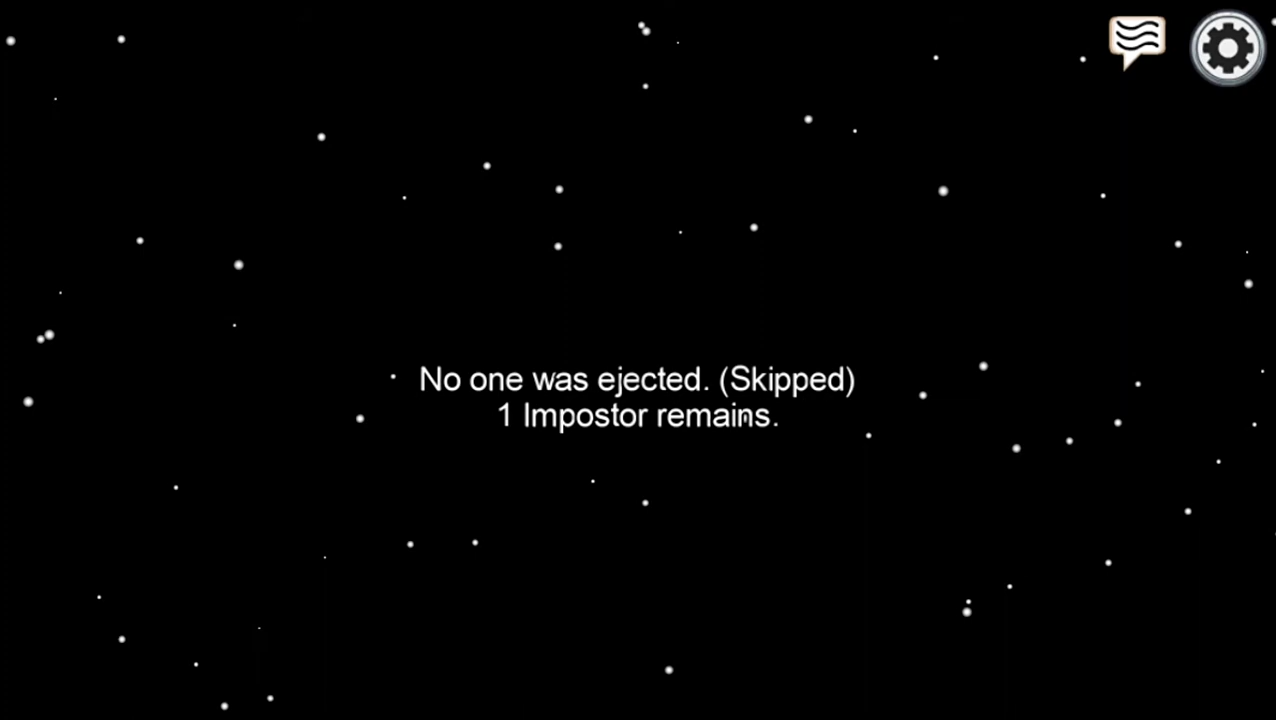 No one was ejected. (Skipped)
1 Impostor remains.